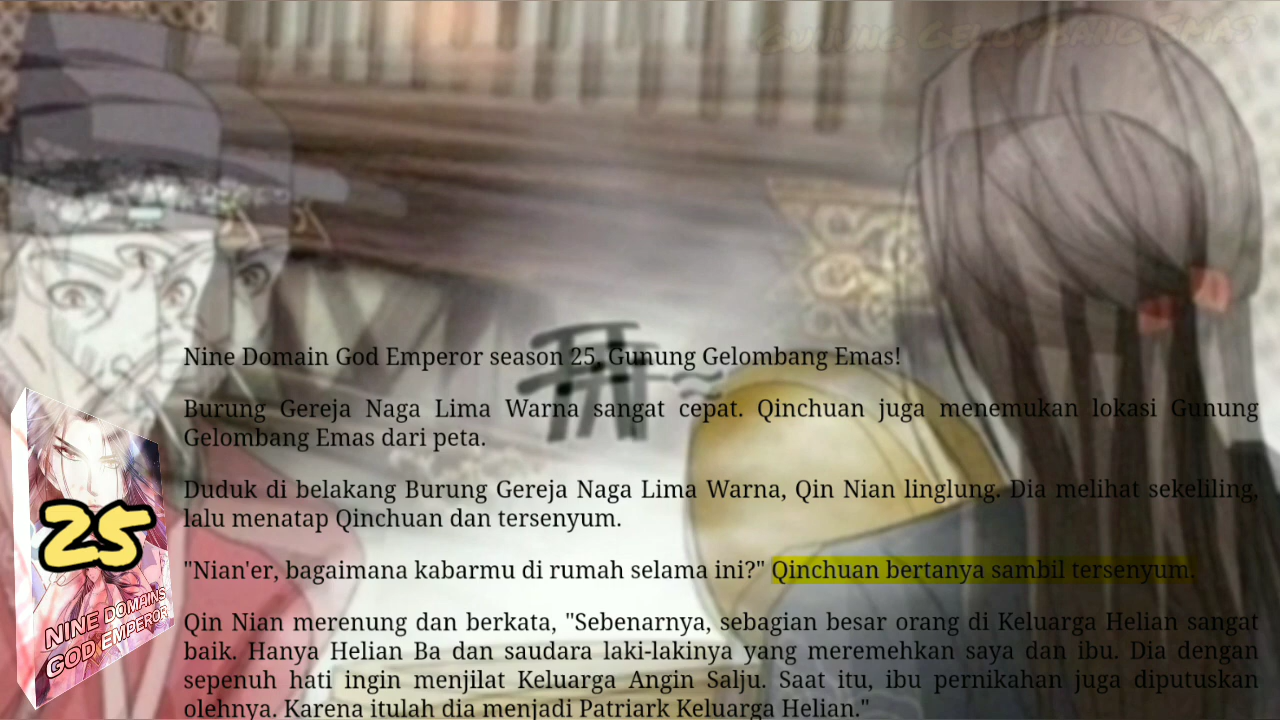 GUNUNG GELOMBANG EMAS
Nine Domain God Emperor season 25, Gunung Gelombang Emas!
Burung Gereja Naga Lima Warna sangat cepat. Qinchuan juga menemukan lokasi Gunung
Gelombang Emas dari peta.
Duduk di belakang Burung Gereja Naga Lima Warna, Qin Nian linglung. Dia melihat sekeliling,
lalu menatap Qinchuan dan tersenyum.
"Nian'er, bagaimana kabarmu di rumah selama ini?" Qinchuan bertanya sambil tersenyum.
Qin Nian merenung dan berkata, "Sebenarnya, sebagian besar orang di Keluarga Helian sangat
baik. Hanya Helian Ba dan saudara laki-lakinya yang meremehkan saya dan ibu. Dia dengan
sepenuh hati ingin menjilat Keluarga Angin Salju. Saat itu, ibu pernikahan juga diputuskan
olehnya. Karena itulah dia menjadi Patriark Keluarga Helian."
25
NINE DOMAINS
GOD EMPEROR